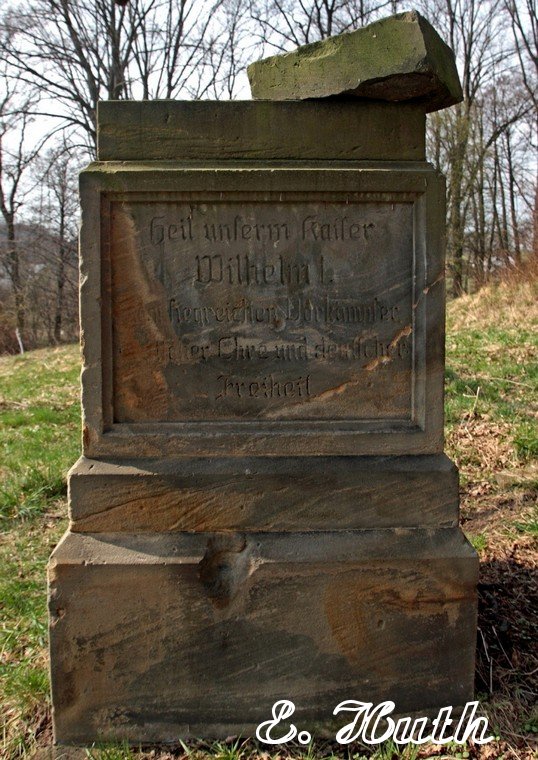 Heil unserm Kaiser
Wilhelm I.
siegreichen Vorkämpfer
Ehre und deutscher
Freiheit.
E. Huth